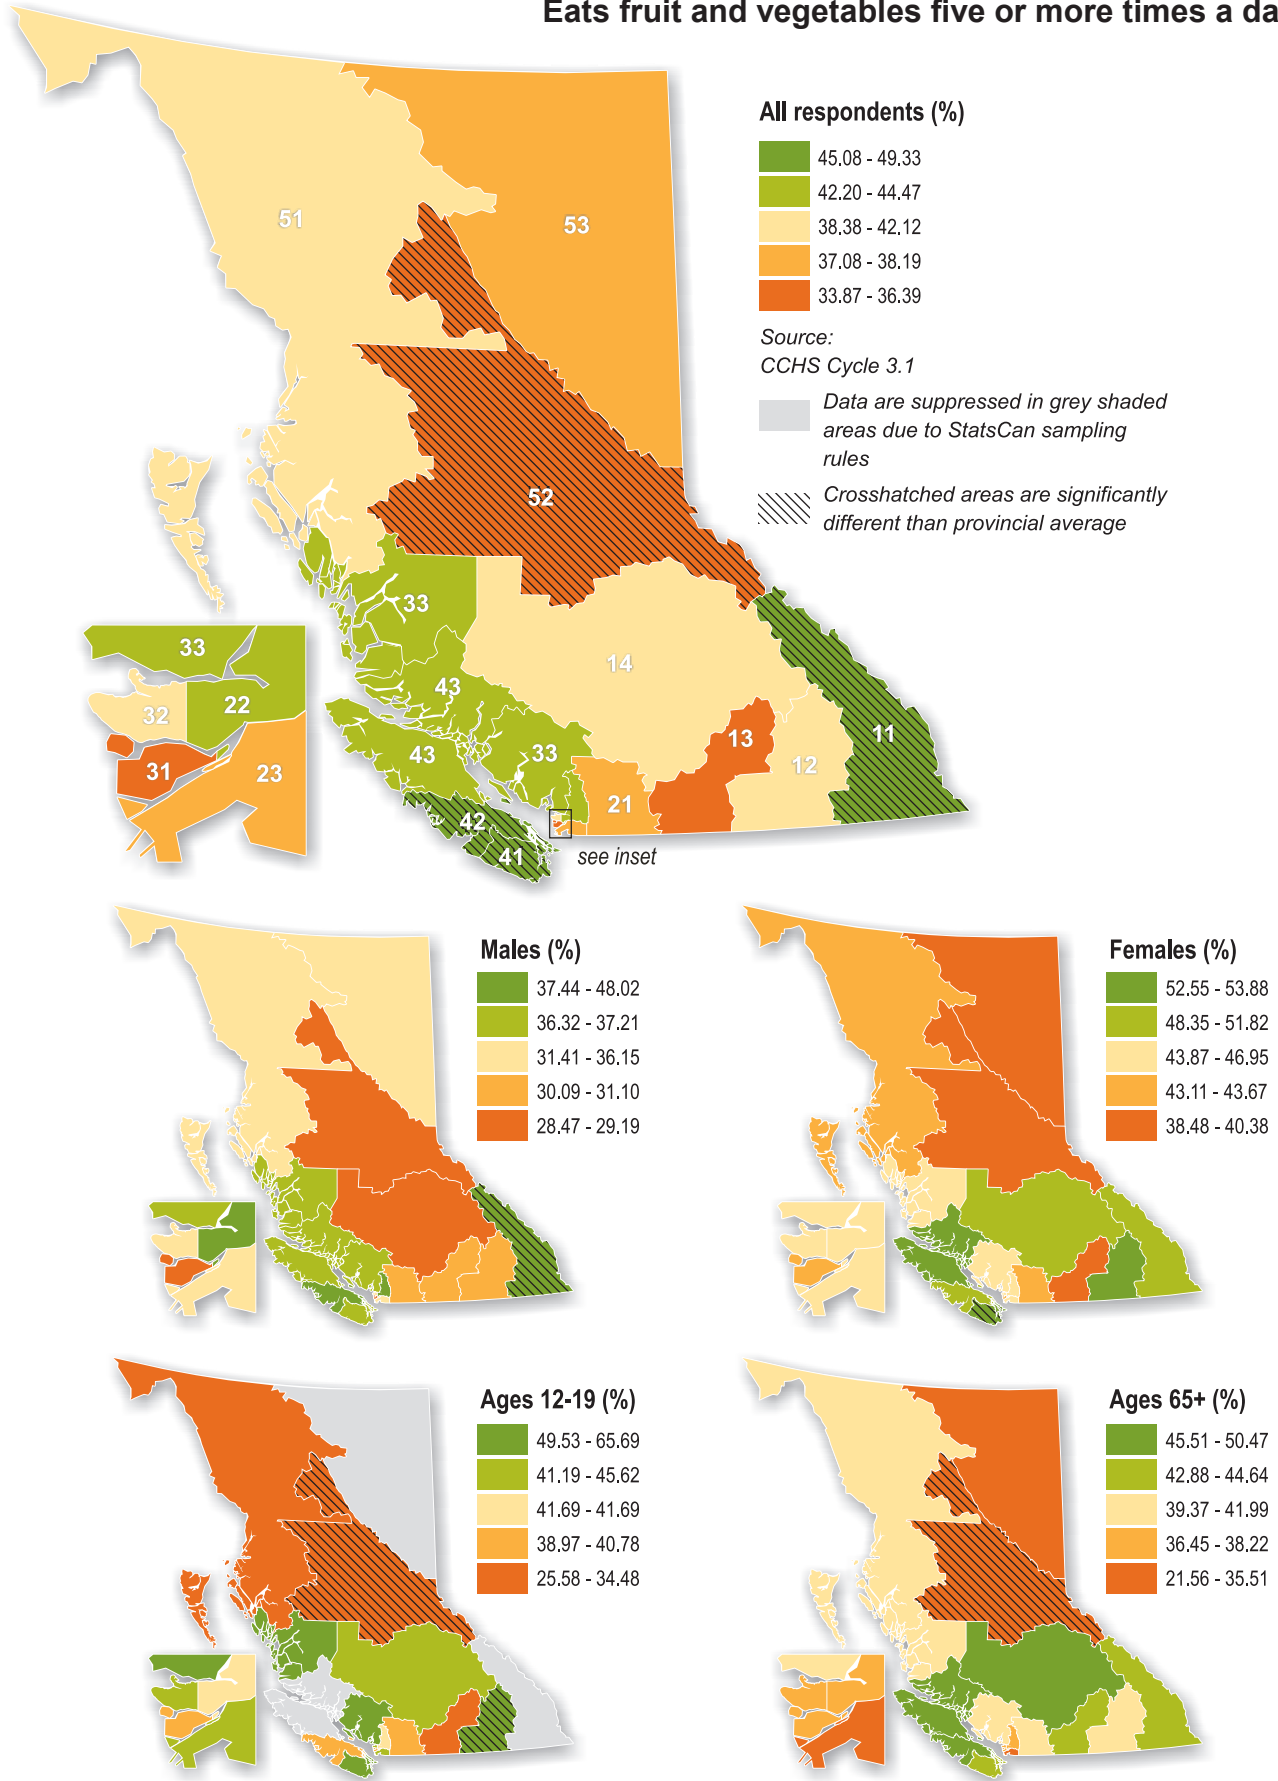 Eats fruit and vegetables five or more times a da
All respondents (%)
45.08 - 49.33
42.20 - 44.47
38.38 - 42.12
37.08 - 38.19
33.87 - 36.39
Source:
CCHS Cycle 3.1
Data are suppressed in grey shaded
areas due to StatsCan sampling
rules
Crosshatched areas are significantly
different than provincial average
51
53
52
33
14
43
43
33
13
12
11
21
42
41
see inset
33
32
22
31
23
Males (%)
37.44 - 48.02
36.32 - 37.21
31.41 - 36.15
30.09 - 31.10
28.47 - 29.19
Females (%)
52.55 - 53.88
48.35 - 51.82
43.87 - 46.95
43.11 - 43.67
38.48 - 40.38
Ages 12-19 (%)
49.53 - 65.69
41.19 - 45.62
41.69 - 41.69
38.97 - 40.78
25.58 - 34.48
Ages 65+ (%)
45.51 - 50.47
42.88 - 44.64
39.37 - 41.99
36.45 - 38.22
21.56 - 35.51